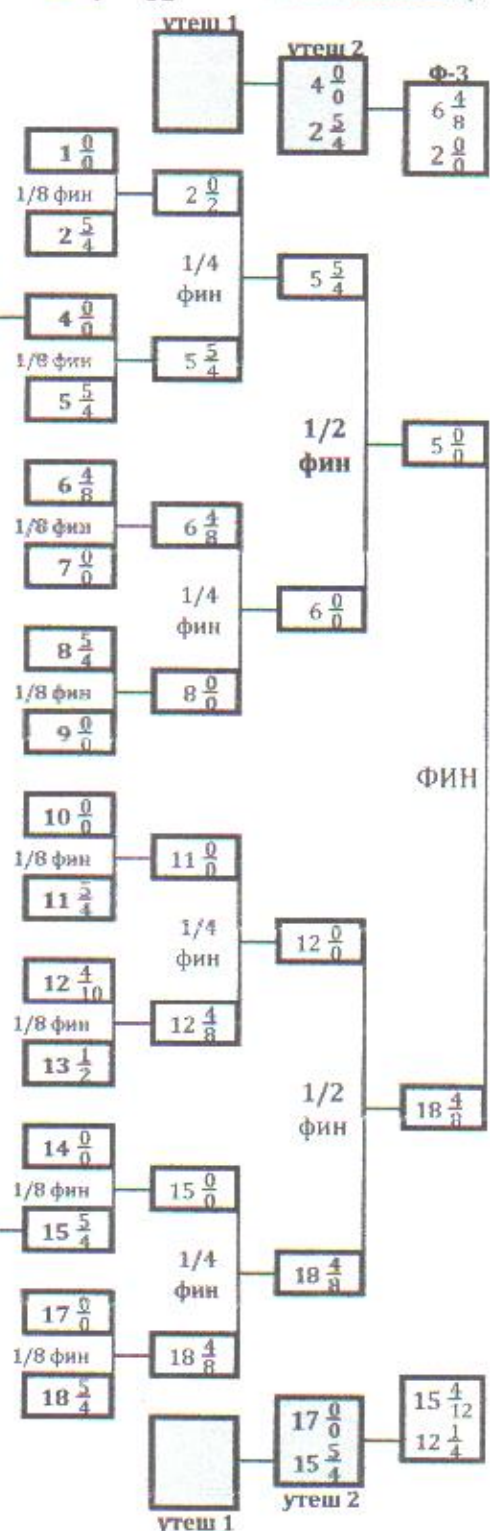 утеш 1
утеш 2
4 0/0
2 5/4
Ф-3
6 4/8
2 0/0
1 0/0
1/8 фин
2 5/4
2 0/2
1/4
фин
5 5/4
4 0/0
1/8 фин
5 5/4
5 5/4
1/2
фин
5 0/0
6 4/8
1/8 фин
7 0/0
6 4/8
1/4
фин
6 0/0
8 5/4
1/8 фин
9 0/0
8 0/0
ФИН
10 0/0
1/8 фин
11 5/4
11 0/0
1/4
фин
12 0/0
12 4/10
1/8 фин
13 1/2
12 4/8
1/2
фин
18 4/8
14 0/0
1/8 фин
15 5/4
15 0/0
1/4
фин
18 4/8
17 0/0
1/8 фин
18 5/4
18 4/8
17 0/0
15 5/4
утеш 2
15 4/12
12 1/4
утеш 1